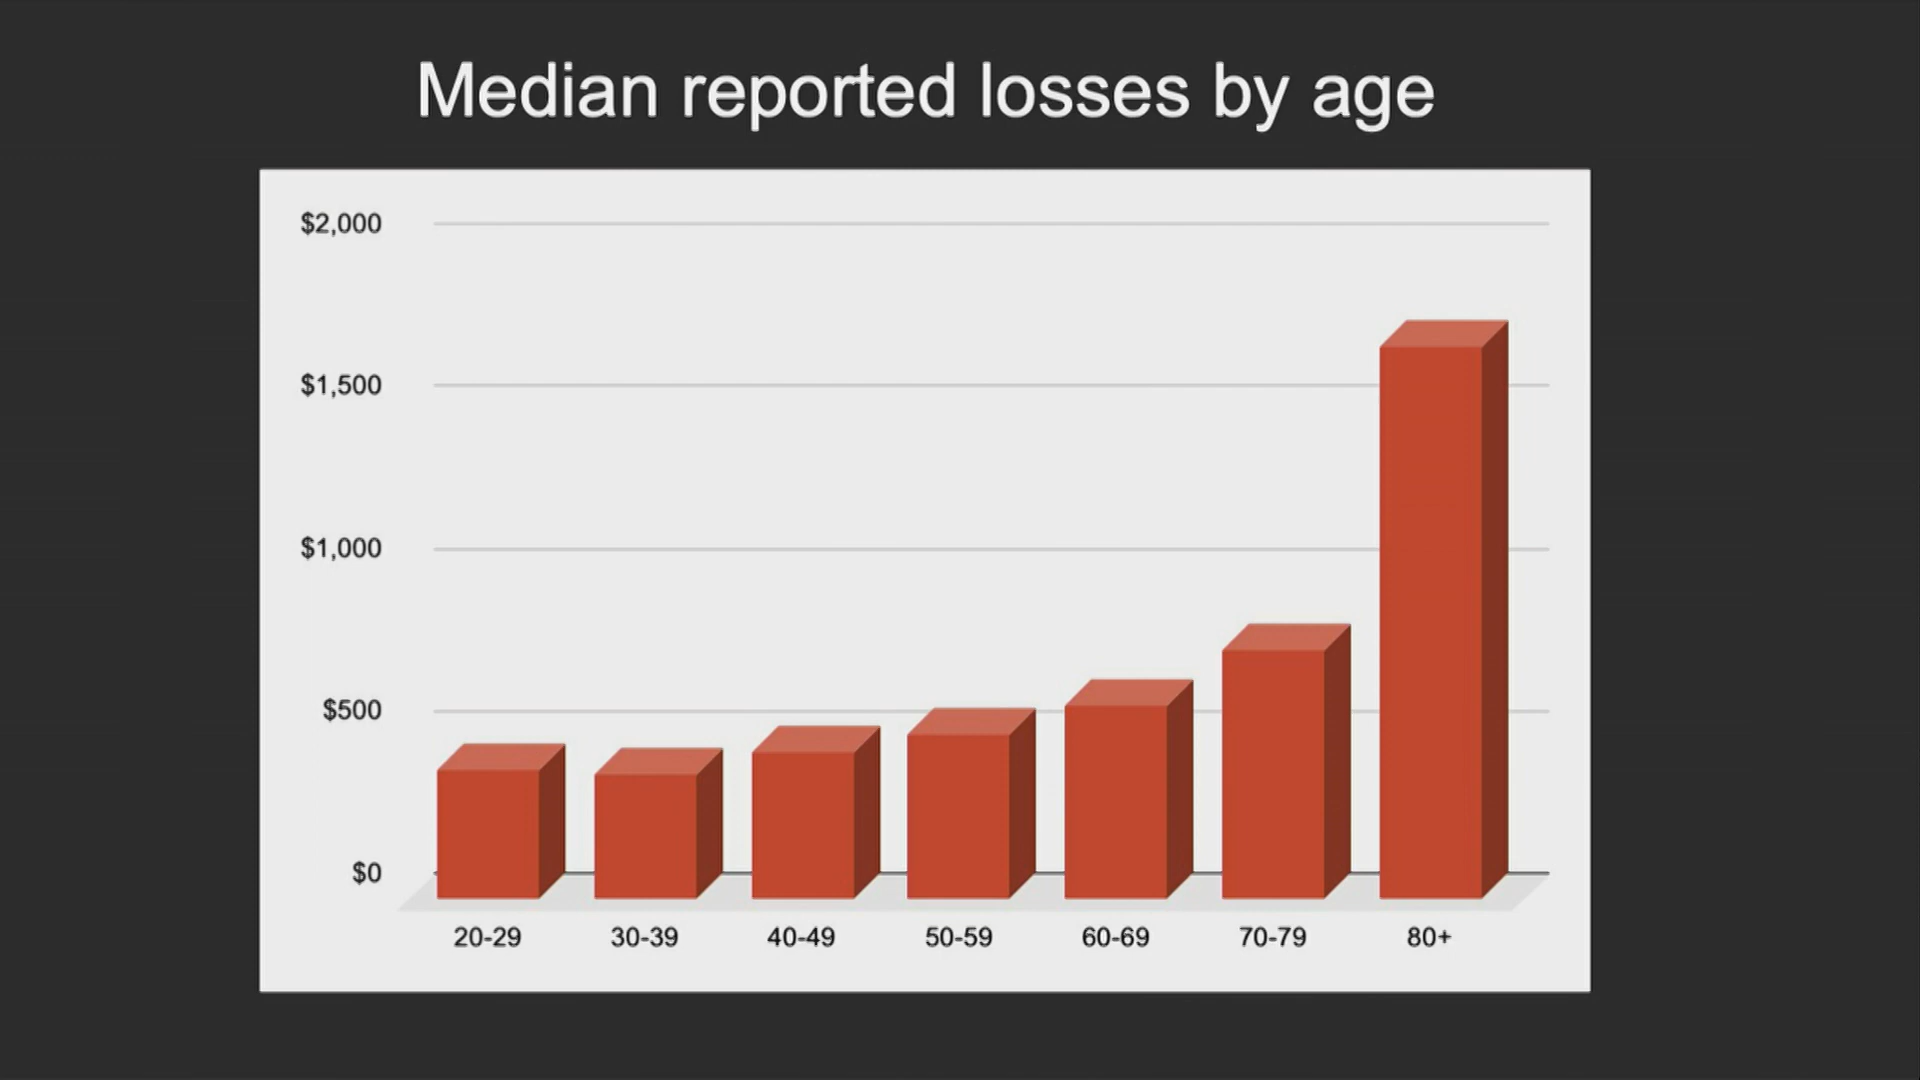 Median reported losses by age
$2,000
$1,500
$1,000
$500
$0
20-29 30-39 40-49 50-59 60-69 70-79 80+